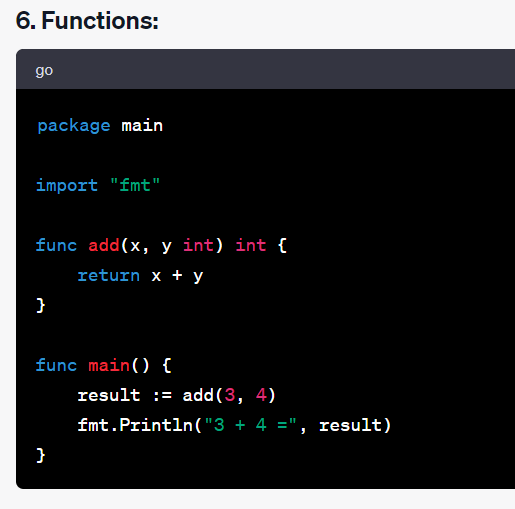 6. Functions:
go
package main
import "fmt"
func add(x, y int) int {
    return x + y
}
func main() {
    result := add(3, 4)
    fmt.Println("3 + 4 =", result)
}